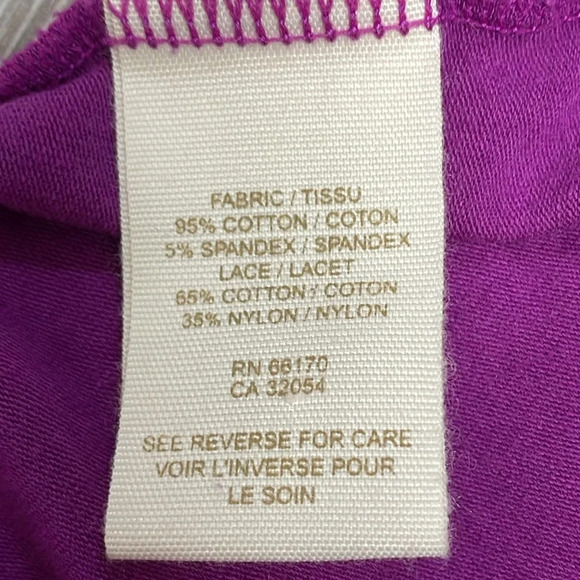 FABRIC / TISSU
95% COTTON / COTON
5% SPANDEX / SPANDEX
LACE / LACET
65% COTTON / COTON
35% NYLON / NYLON
RN 66170
CA 32054
SEE REVERSE FOR CARE
VOIR L'INVERSE POUR
LE SOIN